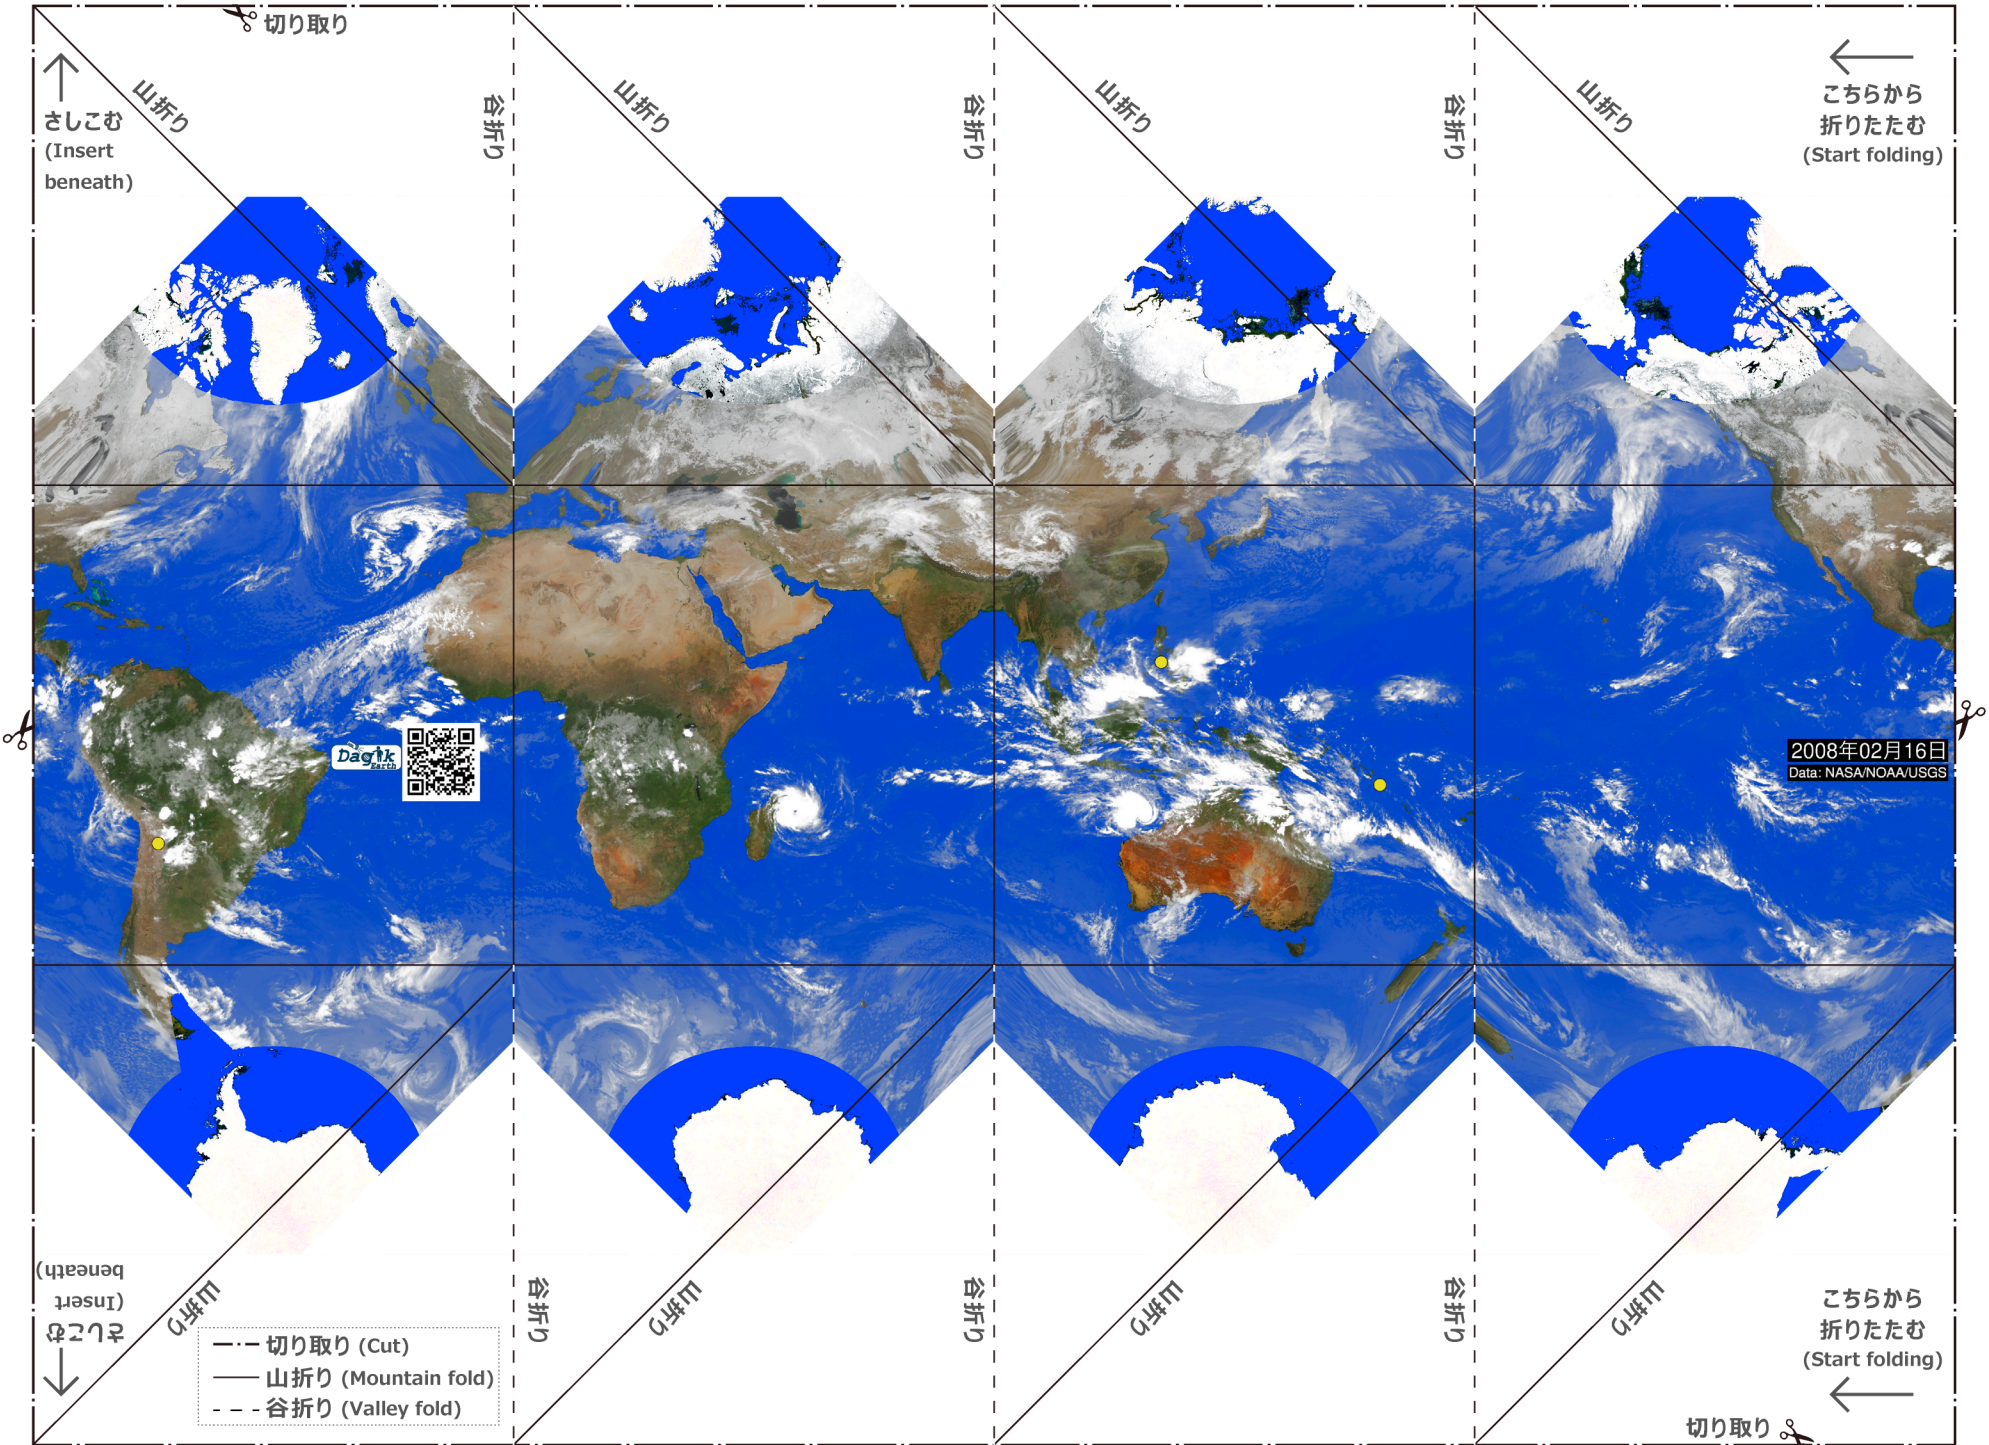 切り取り
さしこむ
(Insert
beneath)
山折り
谷折り
山折り
谷折り
山折り
谷折り
山折り
こちらから
折りたたむ
(Start folding)
Dagik
Earth
2008年02月16日
Data: NASA/NOAA/USGS
さしこむ
(Insert
beneath)
山折り
谷折り
山折り
谷折り
山折り
谷折り
山折り
こちらから
折りたたむ
(Start folding)
切り取り (Cut)
山折り (Mountain fold)
谷折り (Valley fold)
切り取り